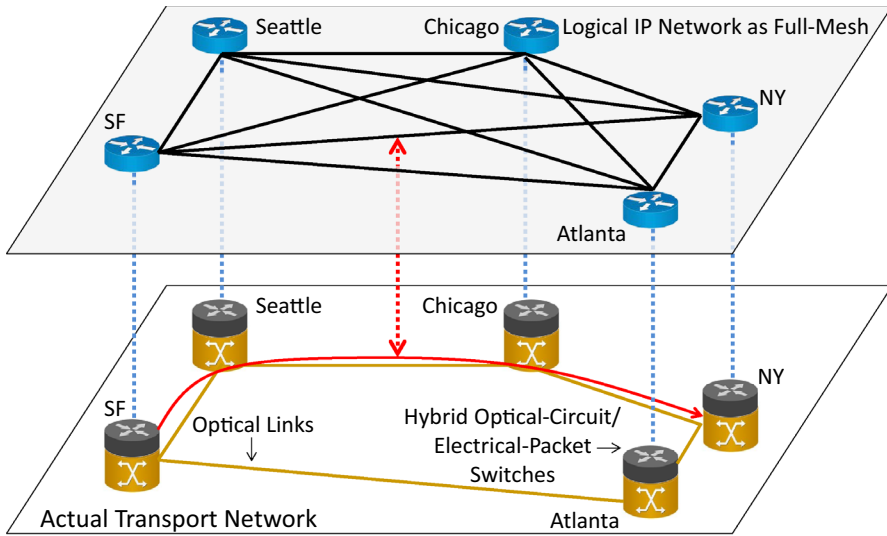 Seattle
Chicago
Logical IP Network as Full-Mesh
NY
SF
Atlanta
Seattle
Chicago
NY
SF
Optical Links
Hybrid Optical-Circuit/
Electrical-Packet
Switches
Atlanta
Actual Transport Network